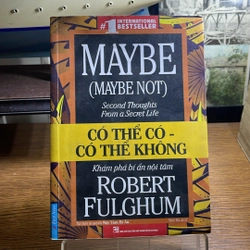 #1 INTERNATIONAL
BESTSELLER
MAYBE
(MAYBE NOT)
Second Thoughts
From a Secret Life
CÓ THỂ CÓ -
CÓ THỂ KHÔNG
Khám phá bí ẩn nội tâm
ROBERT
FULGHUM